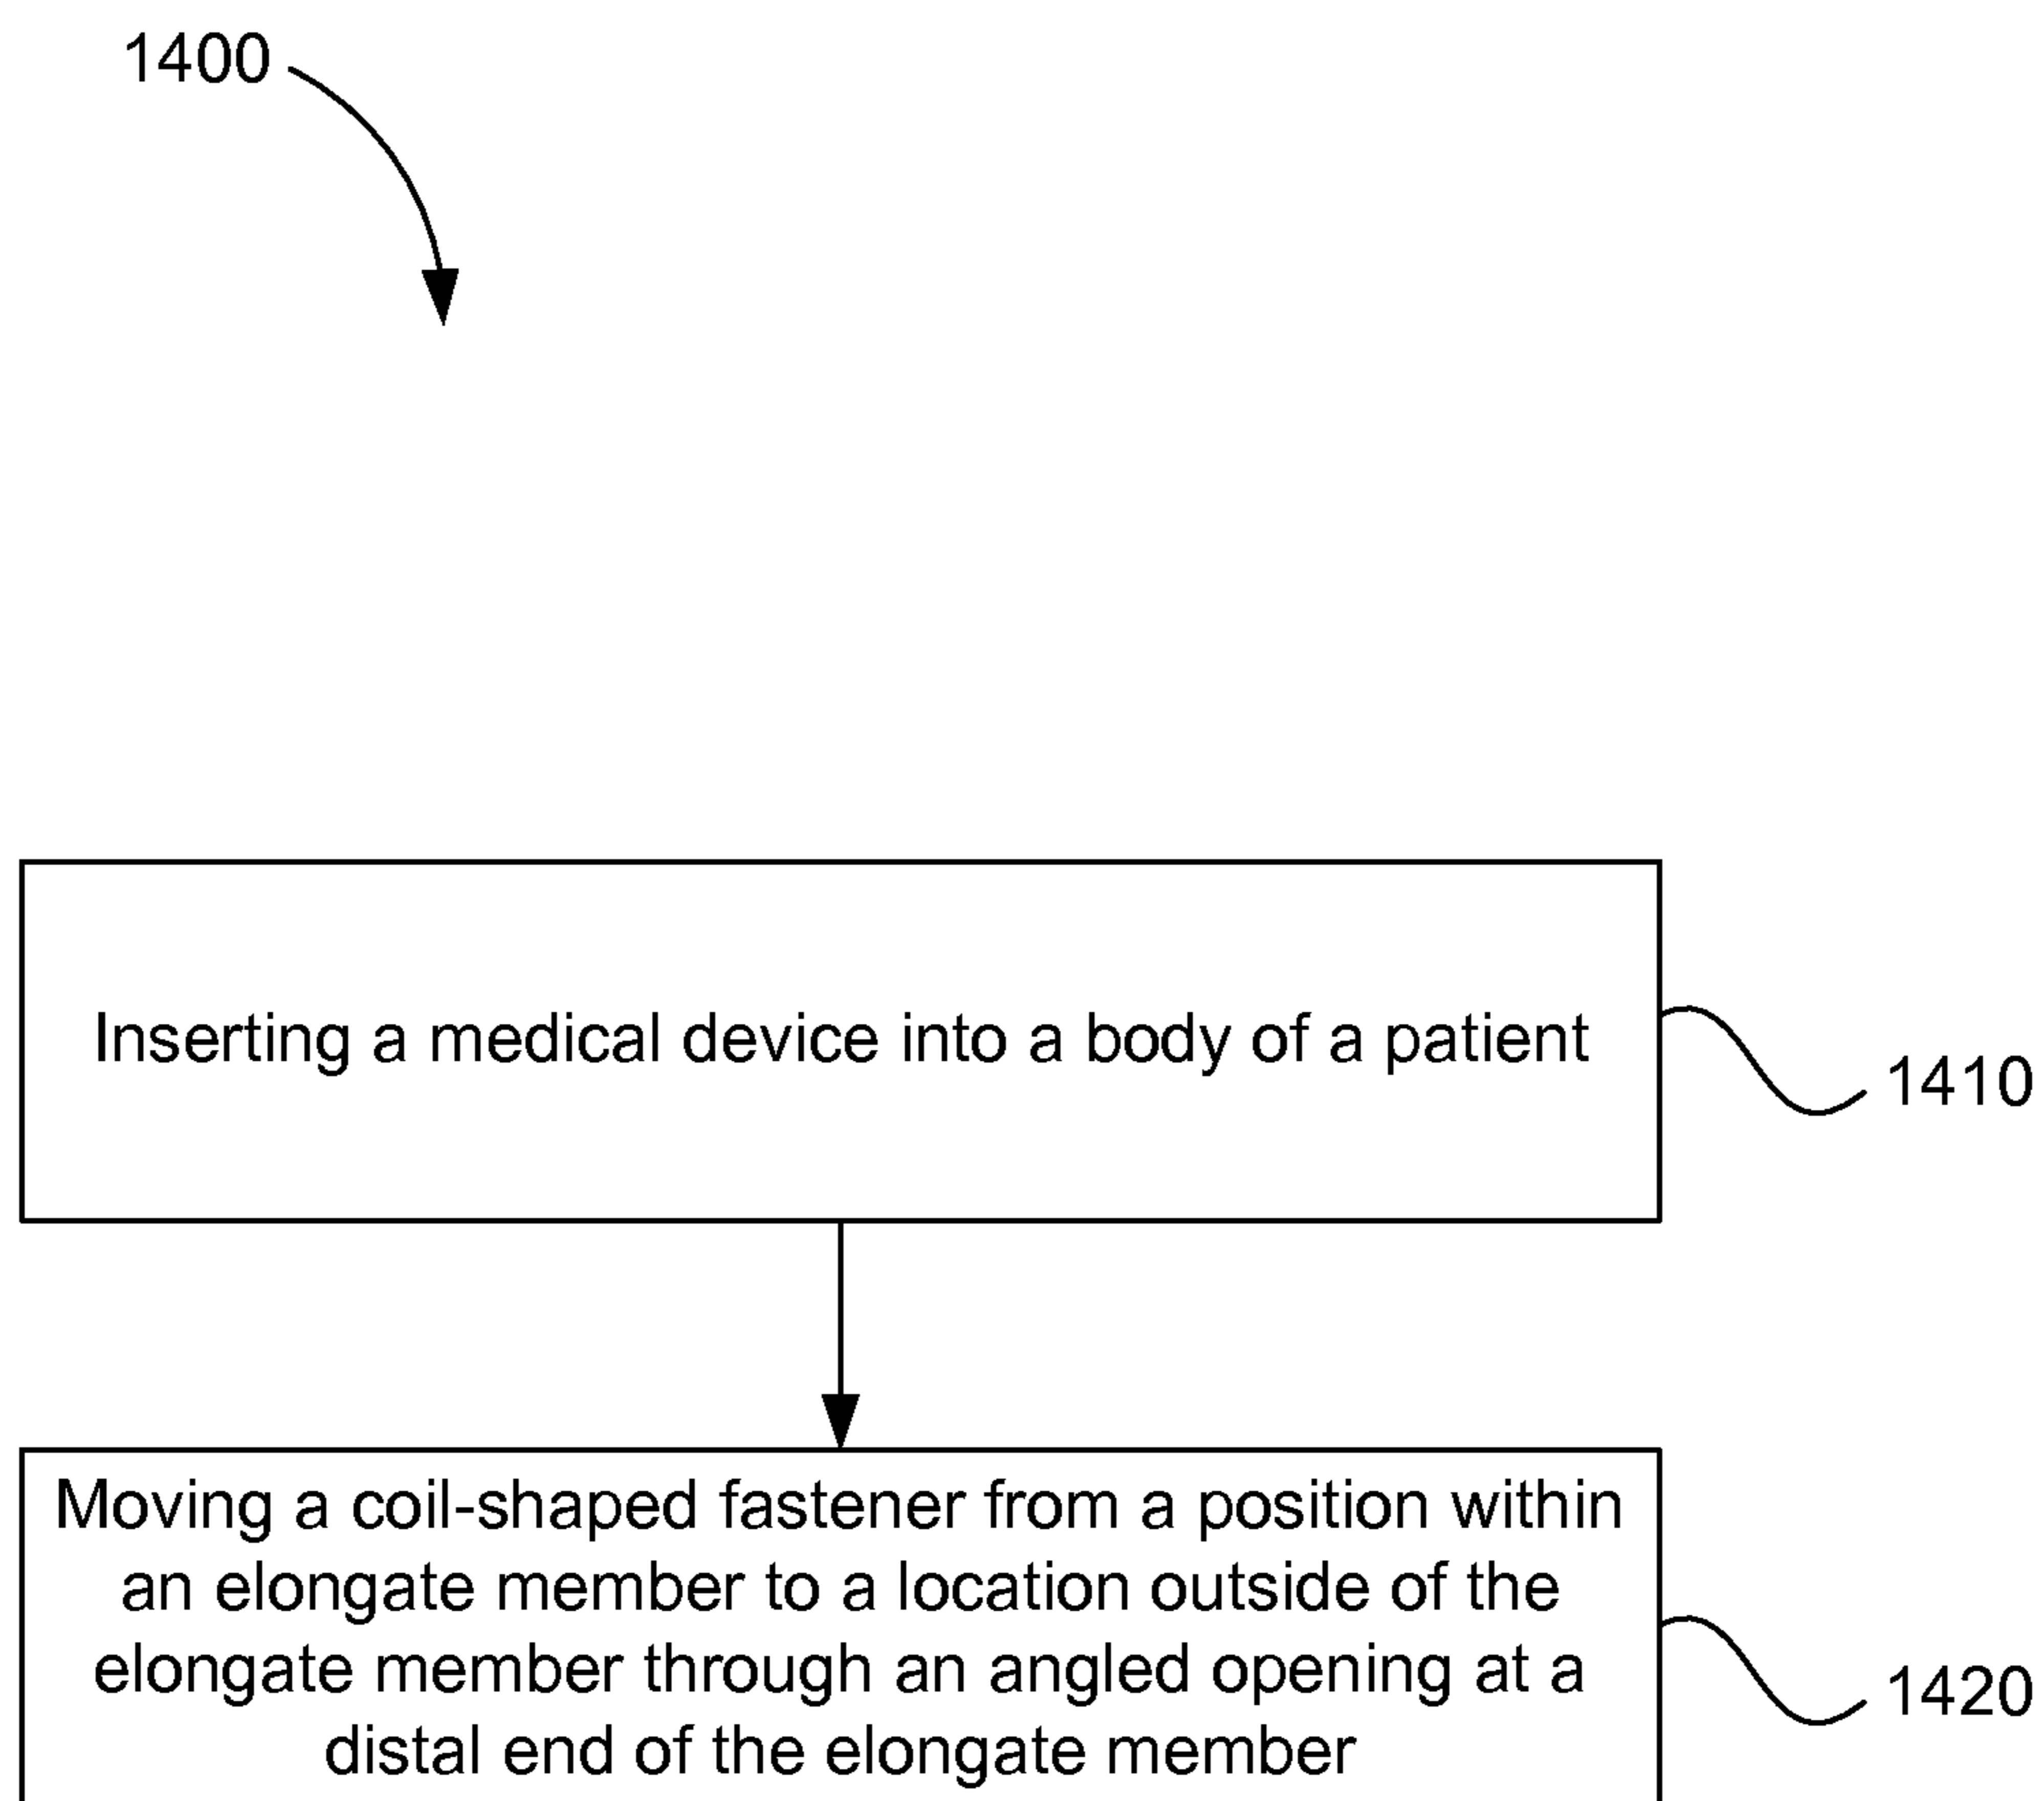 1400
Inserting a medical device into a body of a patient
1410
Moving a coil-shaped fastener from a position within
an elongate member to a location outside of the
elongate member through an angled opening at a
distal end of the elongate member
1420